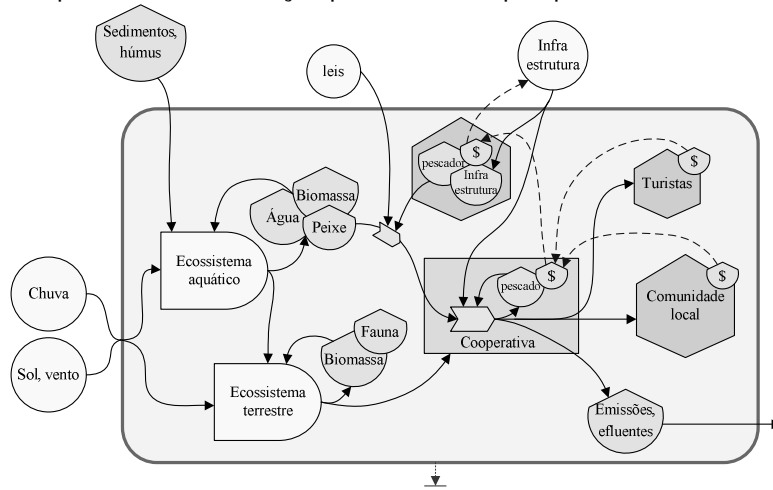 Sedimentos,
húmus
leis
Infra
estrutura
pescador
$
Infra
estrutura
$
Turistas
Biomassa
Água
Peixe
Ecossistema
aquático
Chuva
Sol, vento
pescado
$
Cooperativa
$
Comunidade
local
Fauna
Biomassa
Ecossistema
terrestre
Emissões,
efluentes